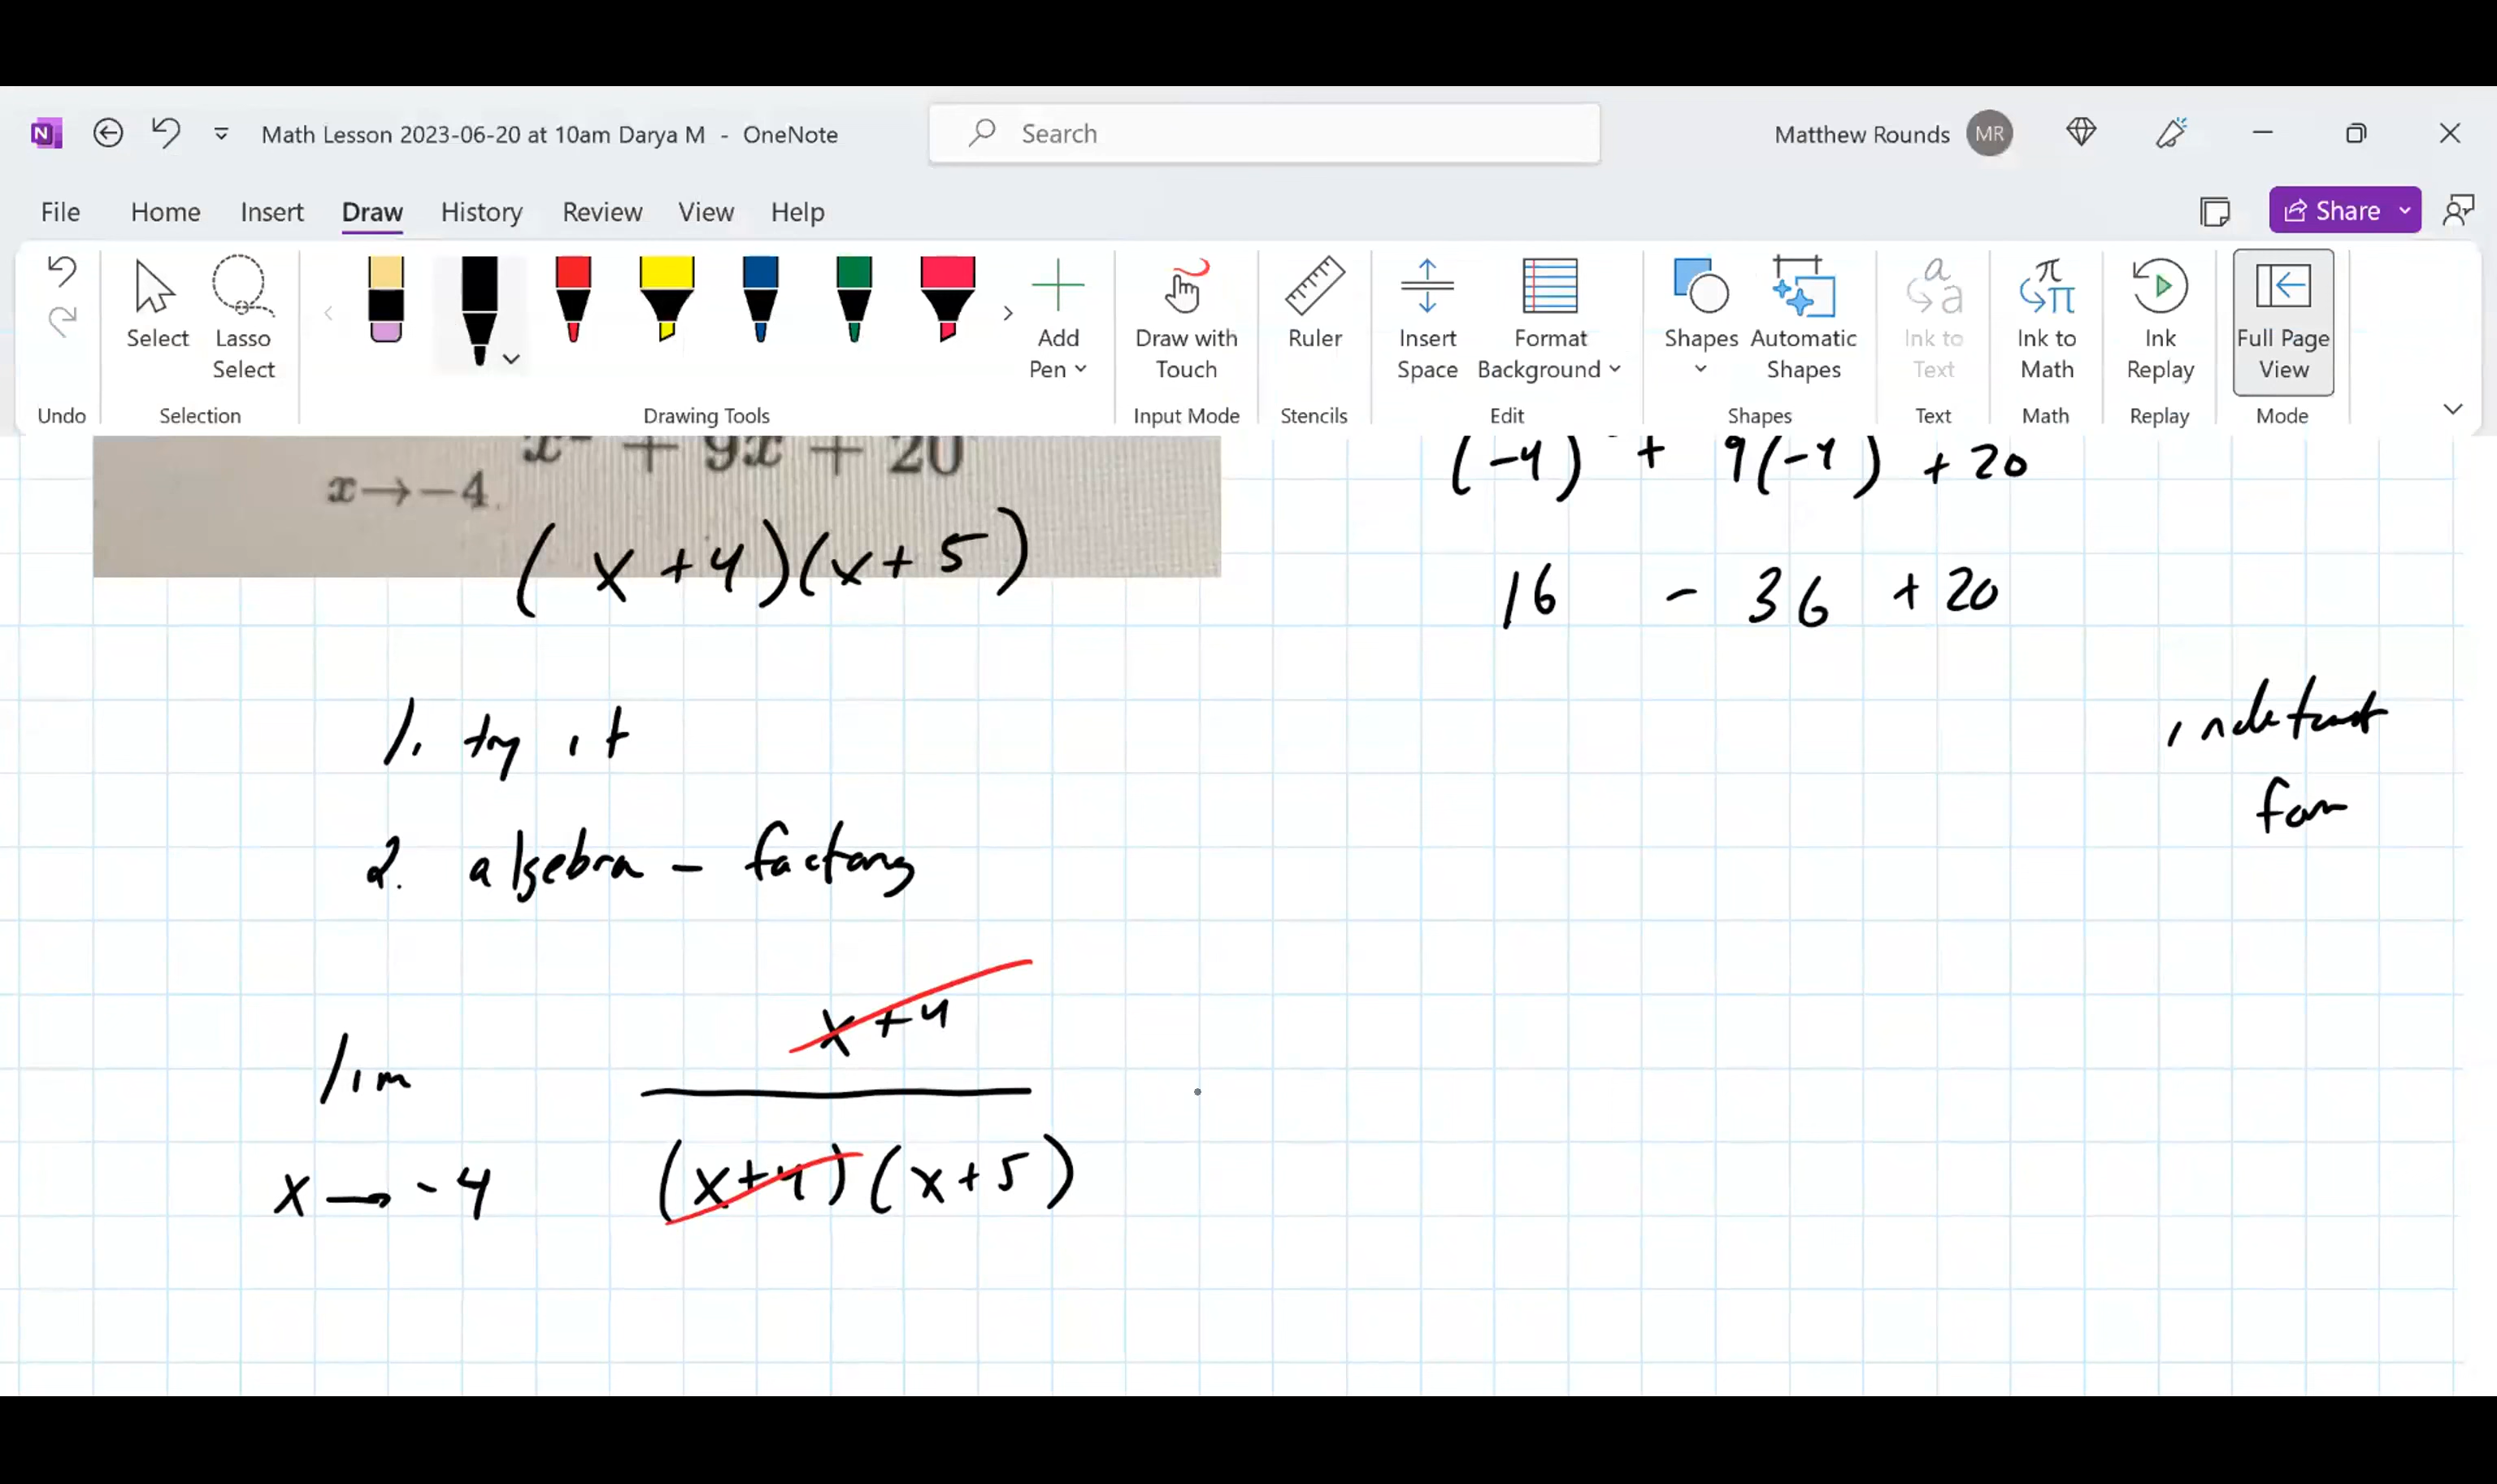 Math Lesson 2023-06-20 at 10am Darya M - OneNote
Search
Matthew Rounds MR
File Home Insert Draw History Review View Help
Share
Select
Lasso Select
Add Pen
Draw with Touch
Ruler
Insert Space
Format Background
Shapes
Automatic Shapes
Ink to Text
Ink to Math
Ink Replay
Full Page View
Undo Selection Drawing Tools Input Mode Stencils Edit Shapes Text Math Replay Mode
x² + 9x + 20
x→-4
(x+4)(x+5)
(-4)² + 9(-4) + 20
16 - 36 + 20
1. try it
2. algebra - factoring
form
lim
x → -4
x+4
(x+4)(x+5)